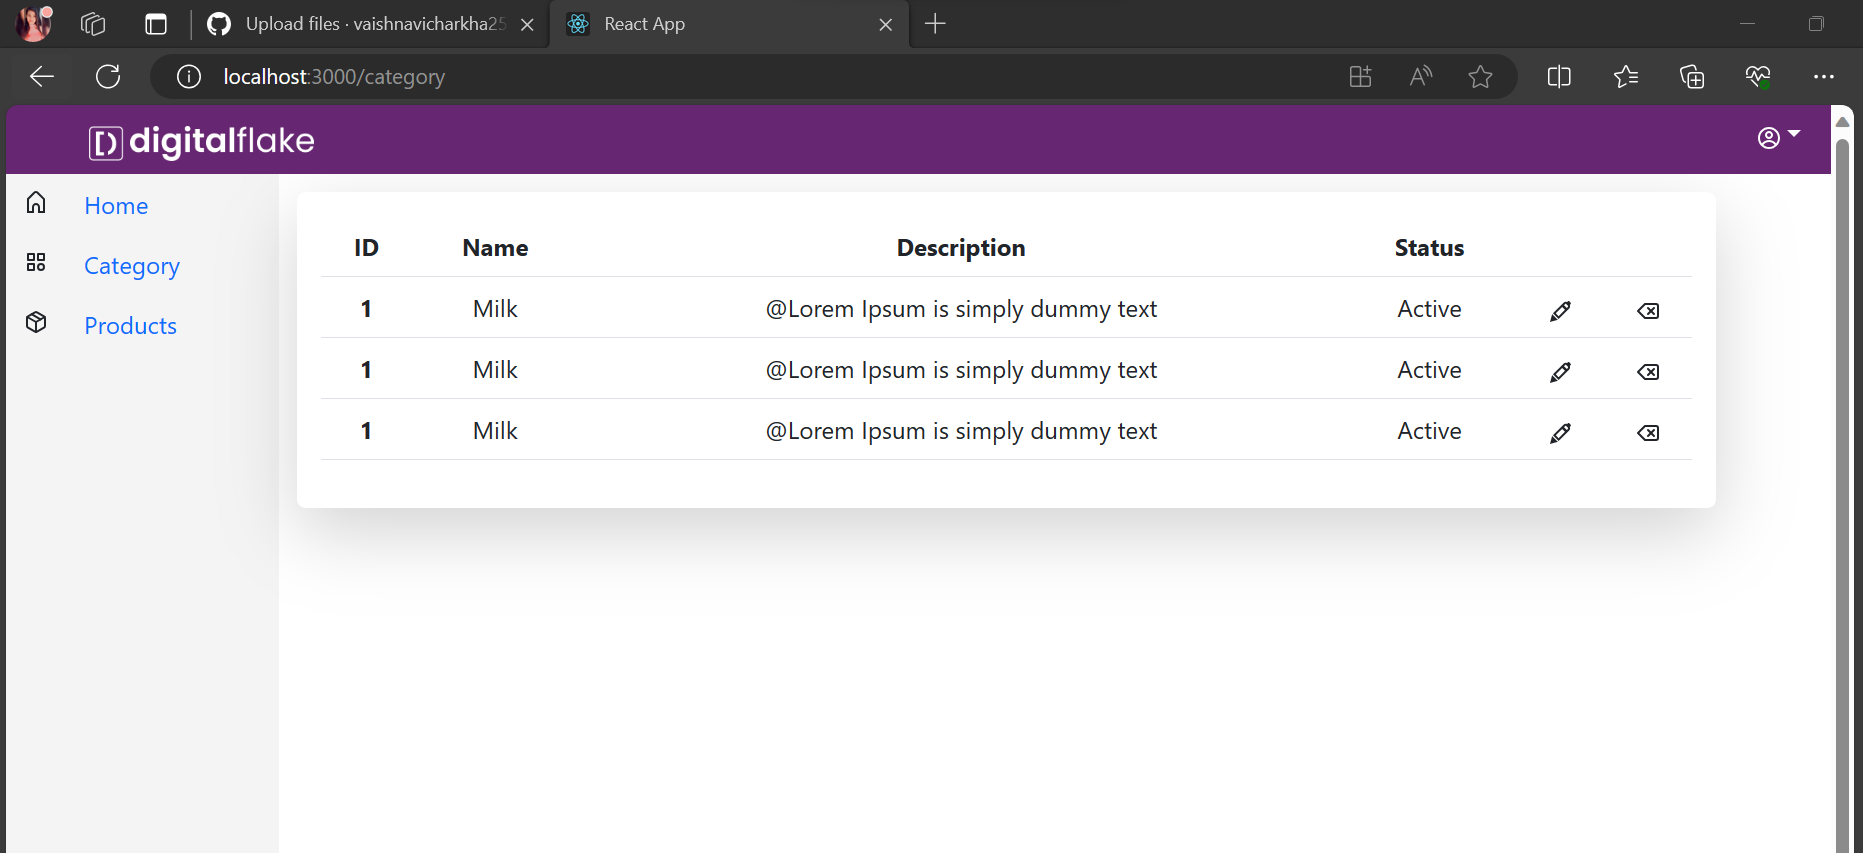 Upload files · vaishnavicharkha25
React App
localhost:3000/category
digitalflake
Home
Category
Products
ID Name Description Status
1 Milk @Lorem Ipsum is simply dummy text Active
1 Milk @Lorem Ipsum is simply dummy text Active
1 Milk @Lorem Ipsum is simply dummy text Active